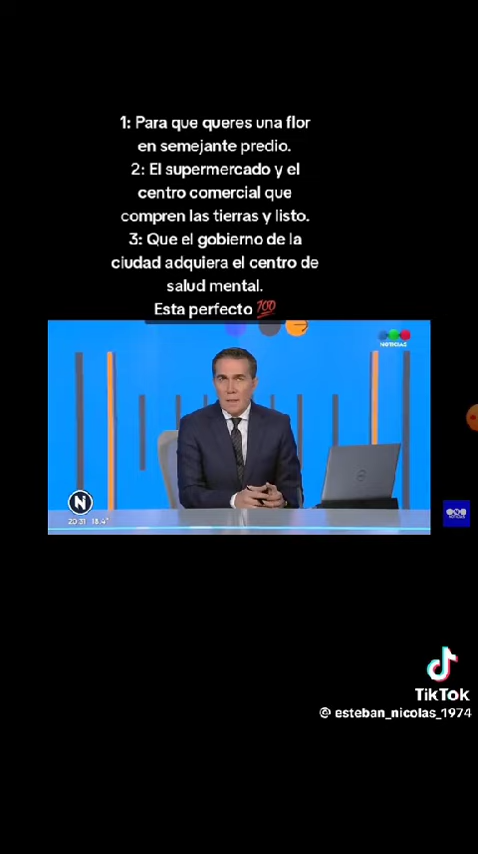 1: Para que queres una flor
en semejante predio.
2: El supermercado y el
centro comercial que
compren las tierras y listo.
3: Que el gobierno de la
ciudad adquiera el centro de
salud mental.
Esta perfecto 💯
NOTICIAS
N
20:31 18.4°
DELL
NOTICIAS
TikTok
@ esteban_nicolas_1974